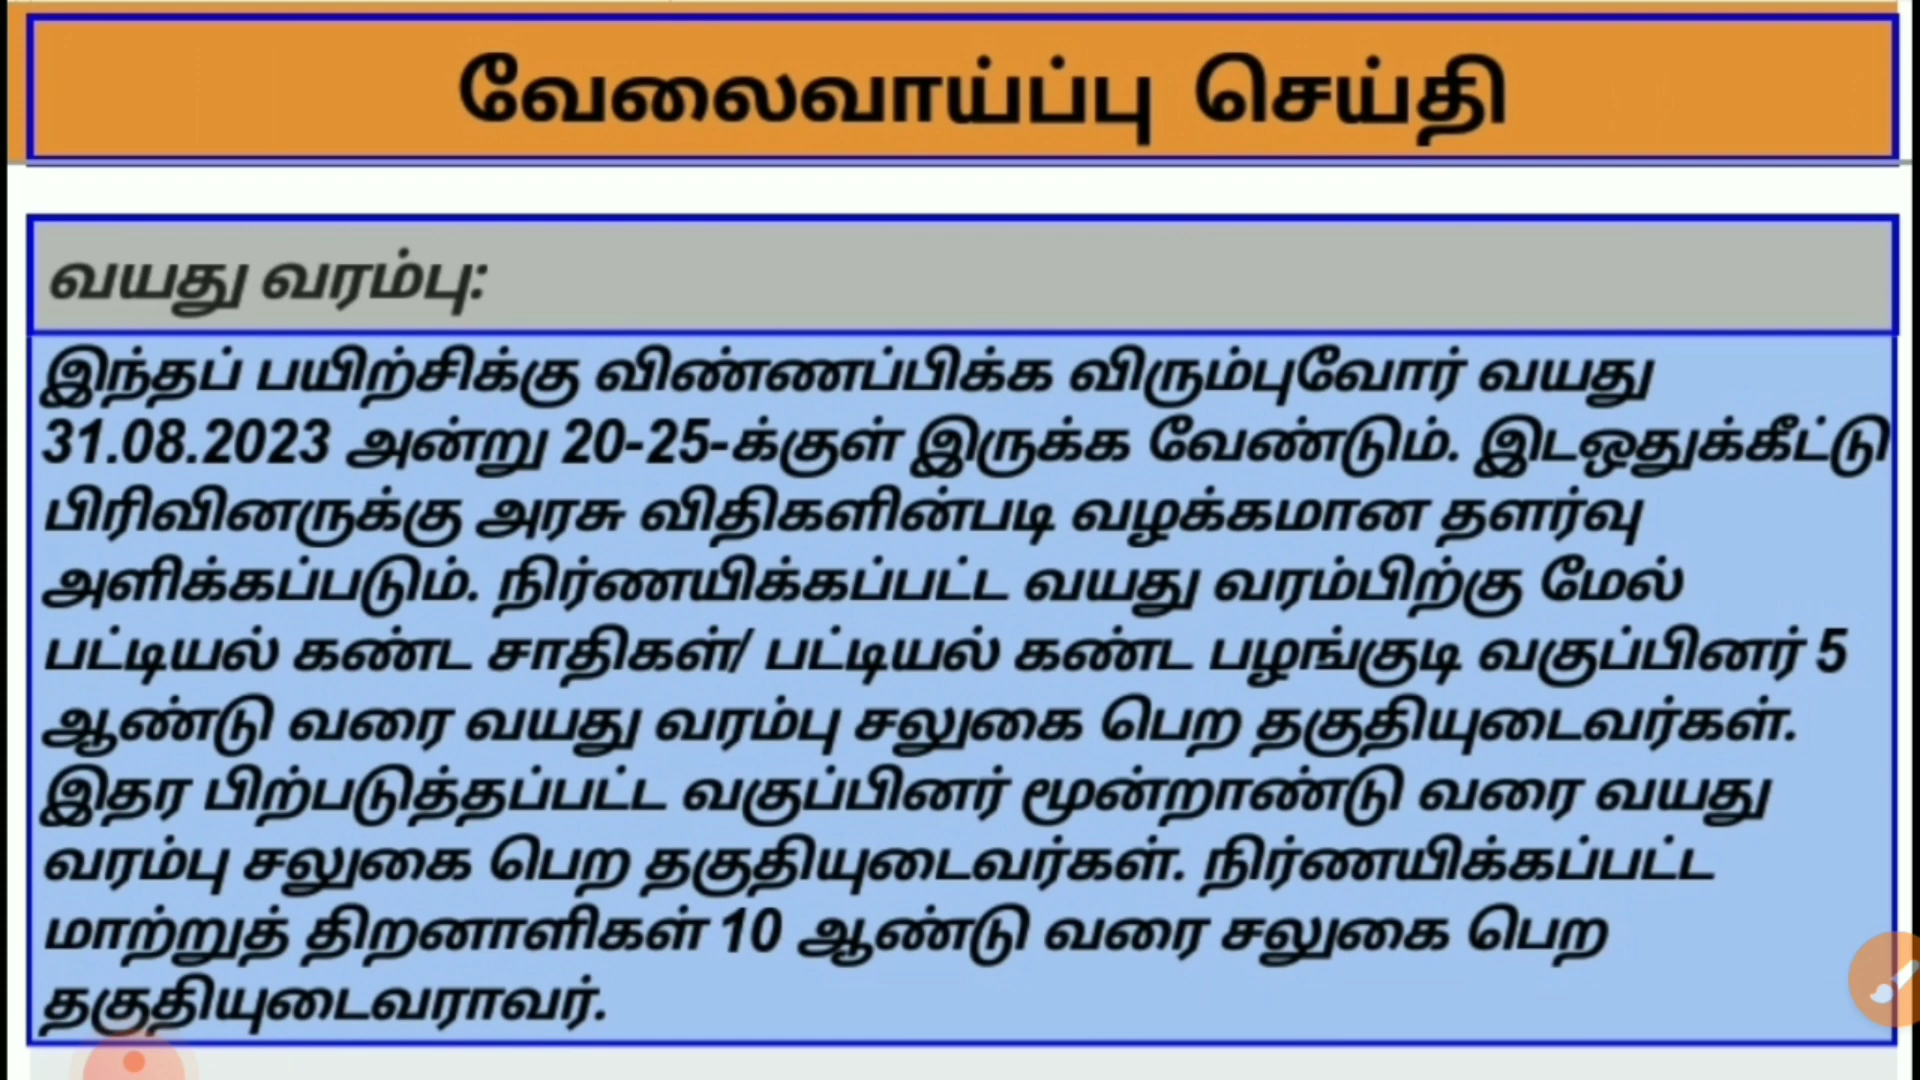 வேலைவாய்ப்பு செய்தி
வயது வரம்பு:
இந்தப் பயிற்சிக்கு விண்ணப்பிக்க விரும்புவோர் வயது
31.08.2023 அன்று 20-25-க்குள் இருக்க வேண்டும். இடஒதுக்கீட்டு
பிரிவினருக்கு அரசு விதிகளின்படி வழக்கமான தளர்வு
அளிக்கப்படும். நிர்ணயிக்கப்பட்ட வயது வரம்பிற்கு மேல்
பட்டியல் கண்ட சாதிகள்/ பட்டியல் கண்ட பழங்குடி வகுப்பினர் 5
ஆண்டு வரை வயது வரம்பு சலுகை பெற தகுதியுடைவர்கள்.
இதர பிற்படுத்தப்பட்ட வகுப்பினர் மூன்றாண்டு வரை வயது
வரம்பு சலுகை பெற தகுதியுடைவர்கள். நிர்ணயிக்கப்பட்ட
மாற்றுத் திறனாளிகள் 10 ஆண்டு வரை சலுகை பெற
தகுதியுடைவராவர்.